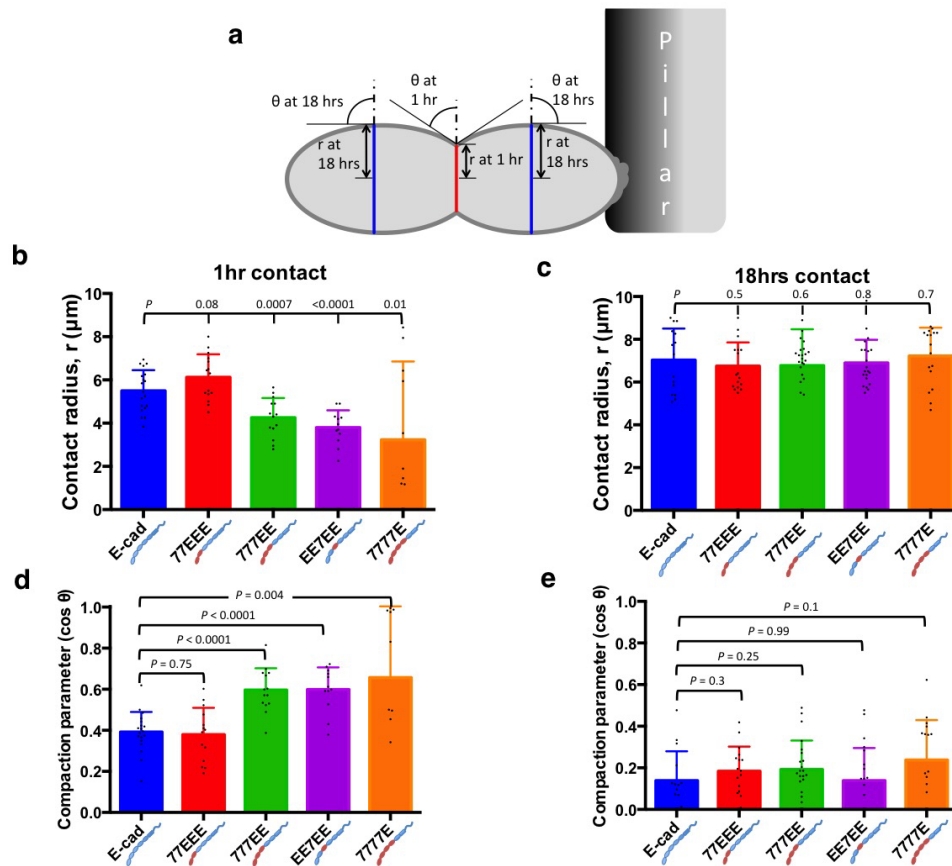 a
θ at 18 hrs
θ at
1 hr
θ at
18 hrs
r at
18 hrs
r at 1 hr
r at
18 hrs
Pillar
b
1hr contact
P 0.08 0.0007 <0.0001 0.01
Contact radius, r (μm)
10
8
6
4
2
0
E-cad
77EEE
777EE
EE7EE
7777E
c
18hrs contact
P 0.5 0.6 0.8 0.7
Contact radius, r (μm)
10
8
6
4
2
0
E-cad
77EEE
777EE
EE7EE
7777E
d
P = 0.004
P < 0.0001
P < 0.0001
P = 0.75
Compaction parameter (cos θ)
1.0
0.8
0.6
0.4
0.2
0.0
E-cad
77EEE
777EE
EE7EE
7777E
e
P = 0.1
P = 0.99
P = 0.25
P = 0.3
Compaction parameter (cos θ)
1.0
0.8
0.6
0.4
0.2
0.0
E-cad
77EEE
777EE
EE7EE
7777E